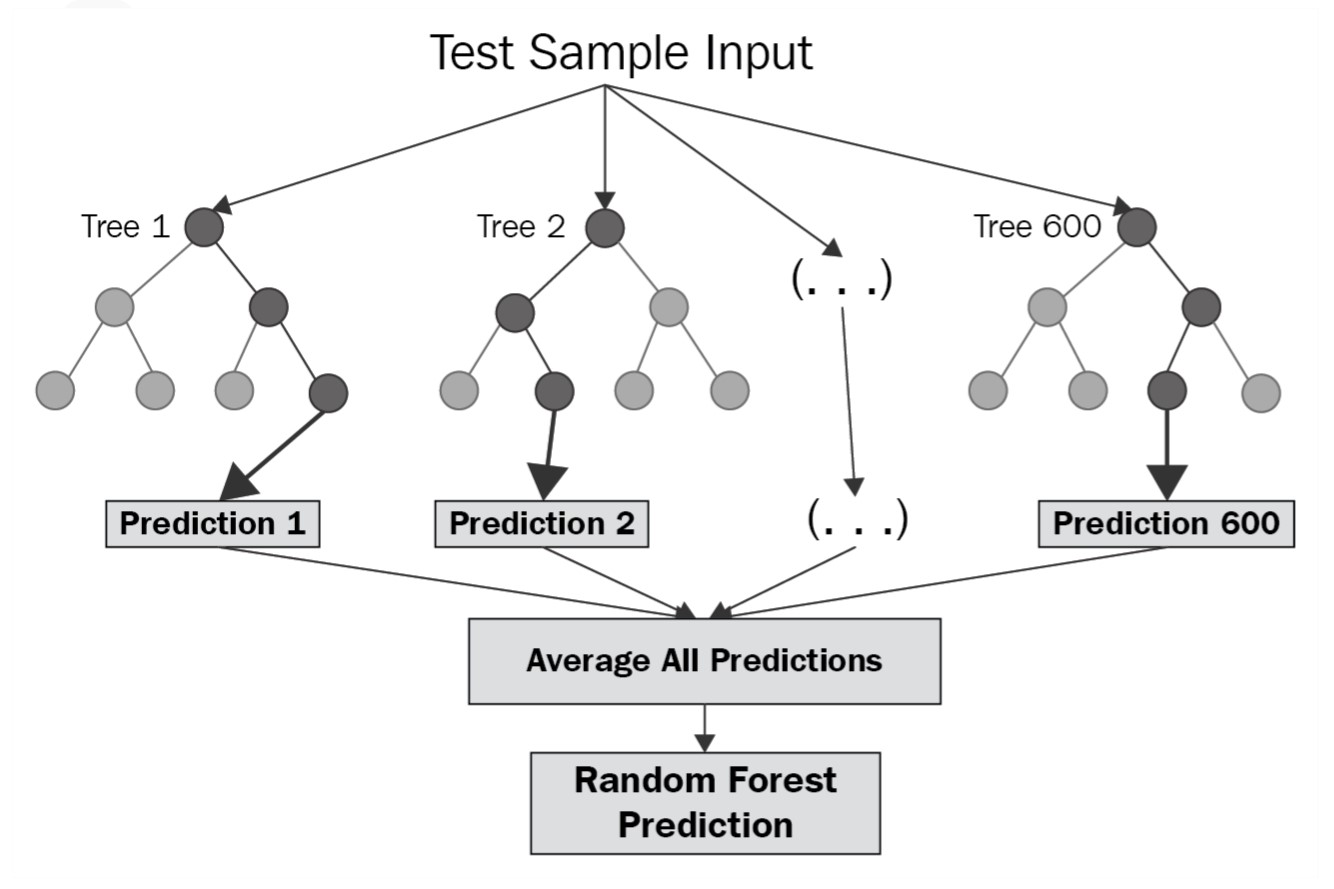 Test Sample Input
Tree 1
Tree 2
(. . .)
Tree 600
Prediction 1
Prediction 2
(. . .)
Prediction 600
Average All Predictions
Random Forest
Prediction